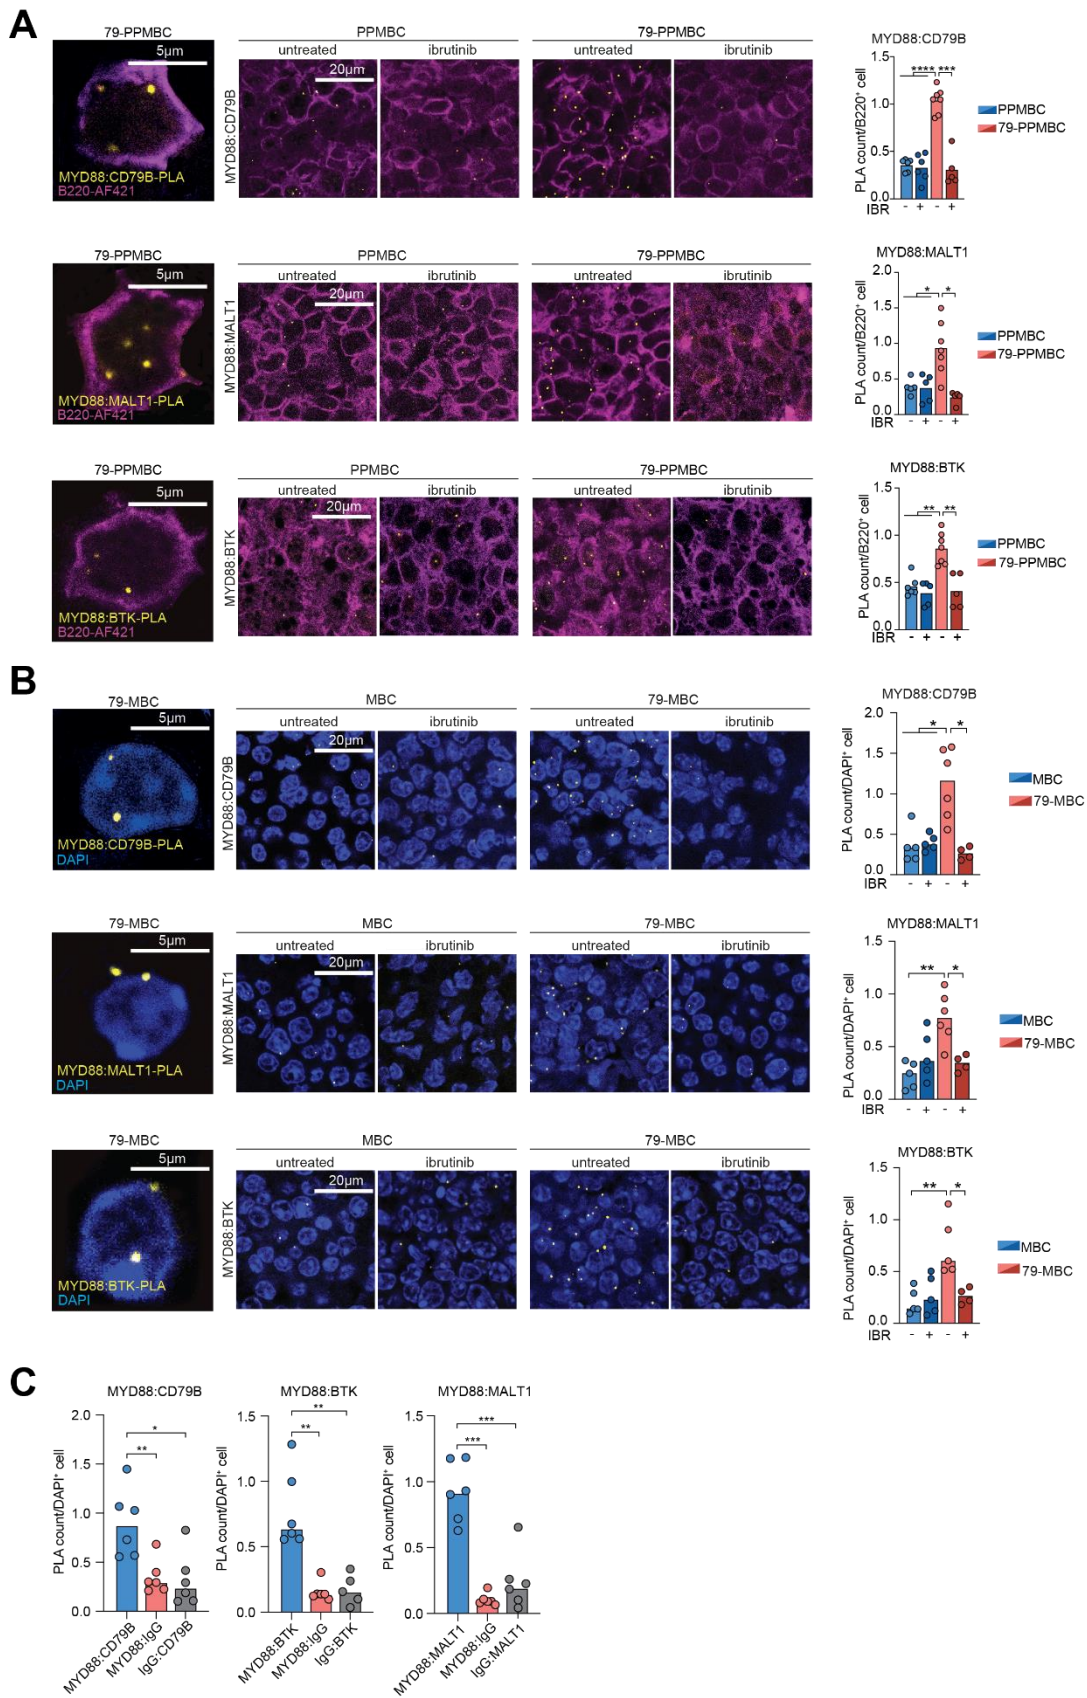 A
79-PPMBC
5µm
MYD88:CD79B-PLA
B220-AF421
PPMBC
79-PPMBC
untreated
ibrutinib
untreated
ibrutinib
20µm
MYD88:CD79B
MYD88:CD79B
PLA count/B220⁺ cell
1.5
1.0
0.5
0.0
**** ***
IBR - + - +
PPMBC
79-PPMBC
79-PPMBC
5µm
MYD88:MALT1-PLA
B220-AF421
PPMBC
79-PPMBC
untreated
ibrutinib
untreated
ibrutinib
20µm
MYD88:MALT1
MYD88:MALT1
PLA count/B220⁺ cell
2.0
1.5
1.0
0.5
0.0
* *
IBR - + - +
PPMBC
79-PPMBC
79-PPMBC
5µm
MYD88:BTK-PLA
B220-AF421
PPMBC
79-PPMBC
untreated
ibrutinib
untreated
ibrutinib
20µm
MYD88:BTK
MYD88:BTK
PLA count/B220⁺ cell
1.5
1.0
0.5
0.0
** **
IBR - + - +
PPMBC
79-PPMBC
B
79-MBC
5µm
MYD88:CD79B-PLA
DAPI
MBC
79-MBC
untreated
ibrutinib
untreated
ibrutinib
20µm
MYD88:CD79B
MYD88:CD79B
PLA count/DAPI⁺ cell
2.0
1.5
1.0
0.5
0.0
* *
IBR - + - +
MBC
79-MBC
79-MBC
5µm
MYD88:MALT1-PLA
DAPI
MBC
79-MBC
untreated
ibrutinib
untreated
ibrutinib
20µm
MYD88:MALT1
MYD88:MALT1
PLA count/DAPI⁺ cell
1.5
1.0
0.5
0.0
** *
IBR - + - +
MBC
79-MBC
79-MBC
5µm
MYD88:BTK-PLA
DAPI
MBC
79-MBC
untreated
ibrutinib
untreated
ibrutinib
20µm
MYD88:BTK
MYD88:BTK
PLA count/DAPI⁺ cell
1.5
1.0
0.5
0.0
** *
IBR - + - +
MBC
79-MBC
C
MYD88:CD79B
PLA count/DAPI⁺ cell
2.0
1.5
1.0
0.5
0.0
*
**
MYD88:CD79B
MYD88:IgG
IgG:CD79B
MYD88:BTK
PLA count/DAPI⁺ cell
1.5
1.0
0.5
0.0
**
**
MYD88:BTK
MYD88:IgG
IgG:BTK
MYD88:MALT1
PLA count/DAPI⁺ cell
1.5
1.0
0.5
0.0
***
***
MYD88:MALT1
MYD88:IgG
IgG:MALT1